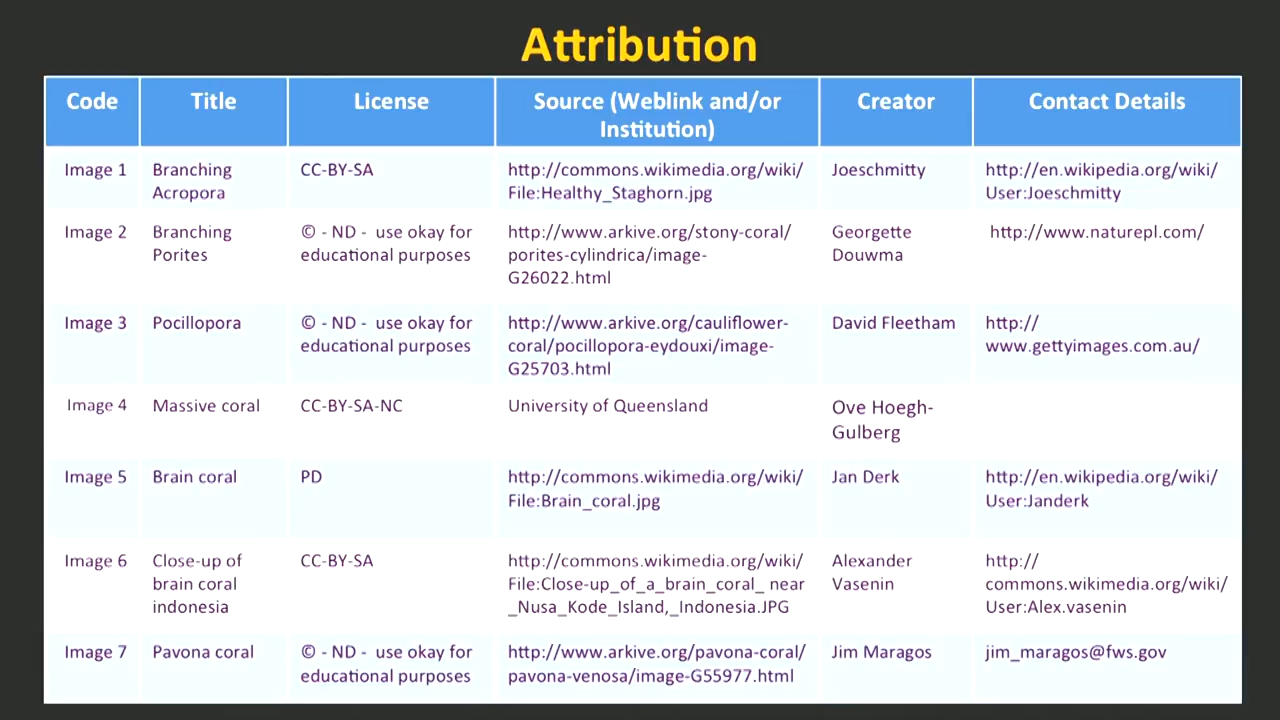 Attribution
Code Title License Source (Weblink and/or Institution) Creator Contact Details
Image 1 Branching Acropora CC-BY-SA http://commons.wikimedia.org/wiki/File:Healthy_Staghorn.jpg Joeschmitty http://en.wikipedia.org/wiki/User:Joeschmitty
Image 2 Branching Porites © - ND - use okay for educational purposes http://www.arkive.org/stony-coral/porites-cylindrica/image-G26022.html Georgette Douwma http://www.naturepl.com/
Image 3 Pocillopora © - ND - use okay for educational purposes http://www.arkive.org/cauliflower-coral/pocillopora-eydouxi/image-G25703.html David Fleetham http://www.gettyimages.com.au/
Image 4 Massive coral CC-BY-SA-NC University of Queensland Ove Hoegh-Gulberg
Image 5 Brain coral PD http://commons.wikimedia.org/wiki/File:Brain_coral.jpg Jan Derk http://en.wikipedia.org/wiki/User:Janderk
Image 6 Close-up of brain coral indonesia CC-BY-SA http://commons.wikimedia.org/wiki/File:Close-up_of_a_brain_coral_ near_Nusa_Kode_Island,_Indonesia.JPG Alexander Vasenin http://commons.wikimedia.org/wiki/User:Alex.vasenin
Image 7 Pavona coral © - ND - use okay for educational purposes http://www.arkive.org/pavona-coral/pavona-venosa/image-G55977.html Jim Maragos jim_maragos@fws.gov